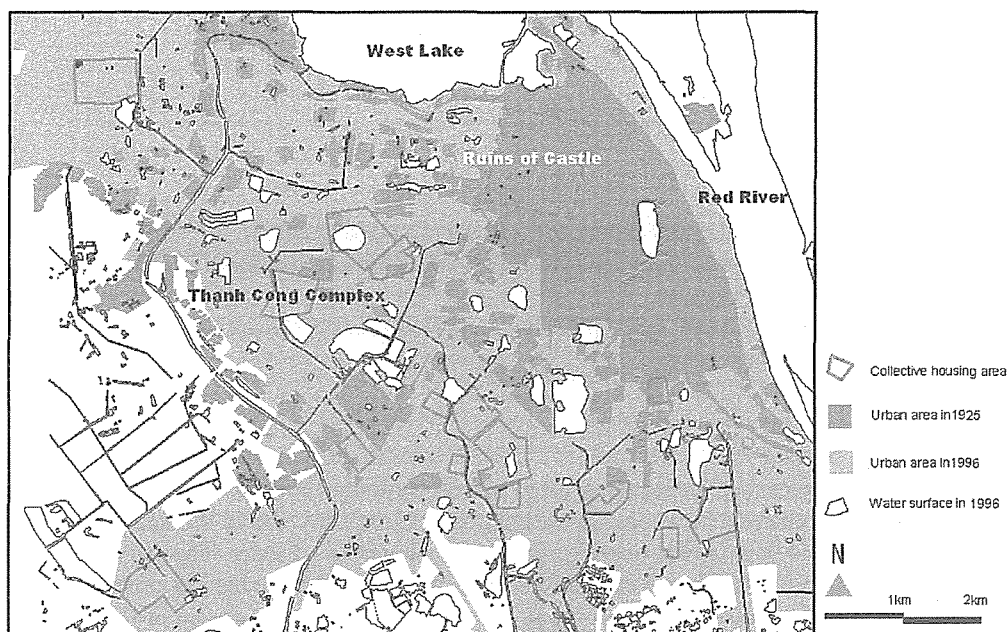 West Lake
Ruins of Castle
Red River
Thanh Cong Complex
Collective housing area
Urban area in1925
Urban area in1996
Water surface in 1996
N
1km 2km